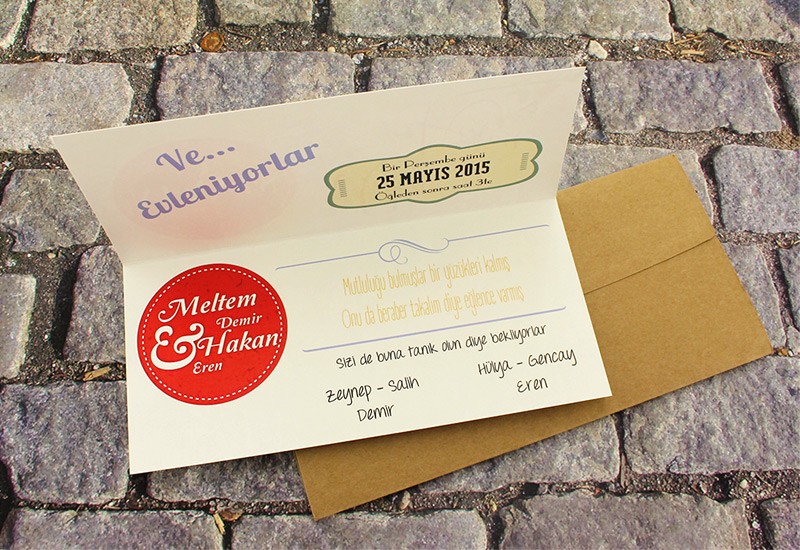 Ve...
Evleniyorlar
Bir Perşembe günü
25 MAYIS 2015
Öğleden sonra saat 3te
Meltem
Demir
& Hakan
Eren
Mutluluğu bulmuşlar bir yüzükleri kalmış
Onu da beraber takalım diye eğlence varmış
Sizi de buna tanık olun diye bekliyorlar
Zeynep - Salih
Demir
Hülya - Gencay
Eren